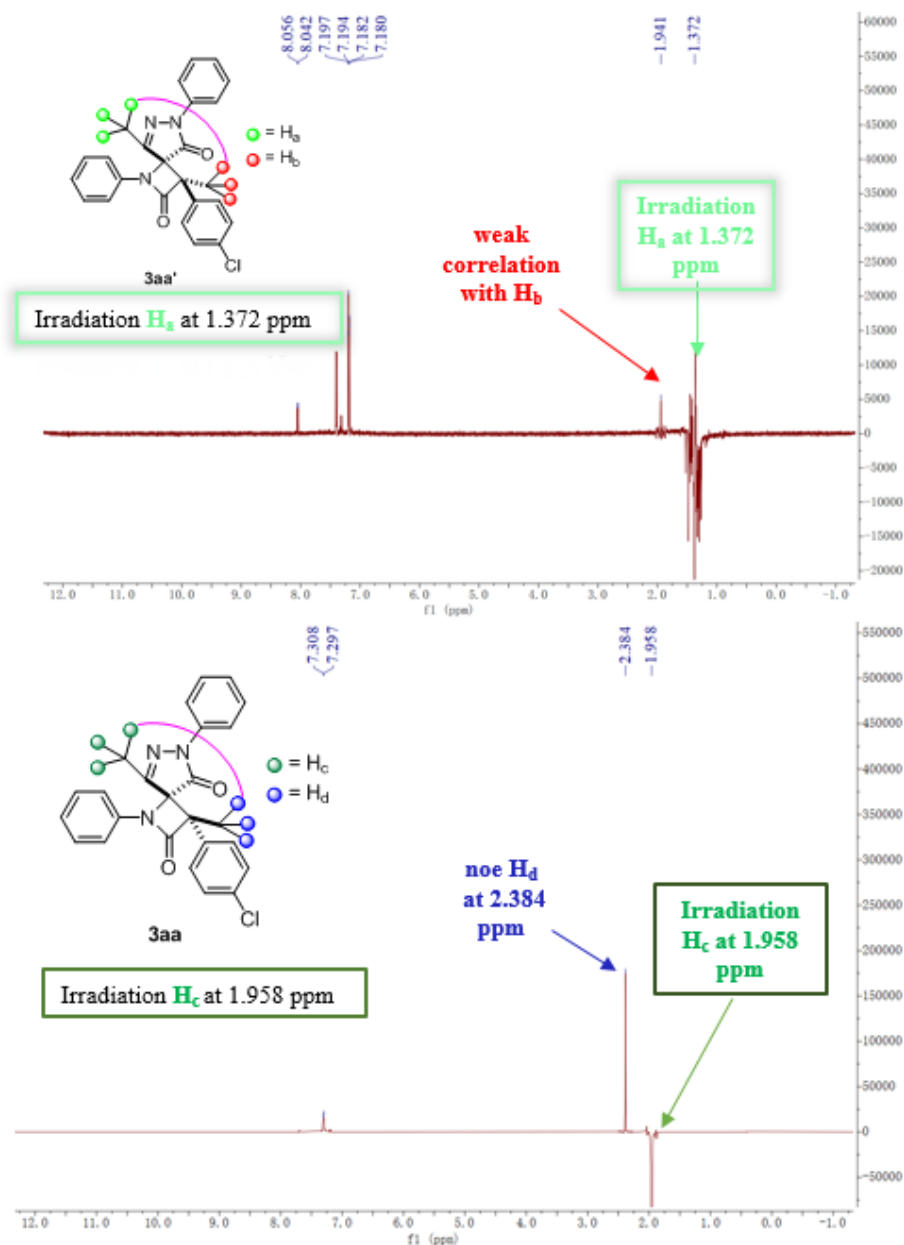 8.056
8.042
7.197
7.194
7.182
7.180
1.941
1.372
60000
55000
50000
45000
40000
35000
30000
25000
20000
15000
10000
5000
0
-5000
-10000
-15000
-20000
N-N
O
N
O
Cl
= Ha
= Hb
3aa'
Irradiation Ha at 1.372 ppm
weak
correlation
with Hb
Irradiation
Ha at 1.372
ppm
12.0 11.0 10.0 9.0 8.0 7.0 6.0 5.0 4.0 3.0 2.0 1.0 0.0 -1.0
f1 (ppm)
7.308
7.297
2.384
1.958
550000
500000
450000
400000
350000
300000
250000
200000
150000
100000
50000
0
-50000
N-N
O
N
O
Cl
= Hc
= Hd
3aa
Irradiation Hc at 1.958 ppm
noe Hd
at 2.384
ppm
Irradiation
Hc at 1.958
ppm
12.0 11.0 10.0 9.0 8.0 7.0 6.0 5.0 4.0 3.0 2.0 1.0 0.0 -1.0
f1 (ppm)